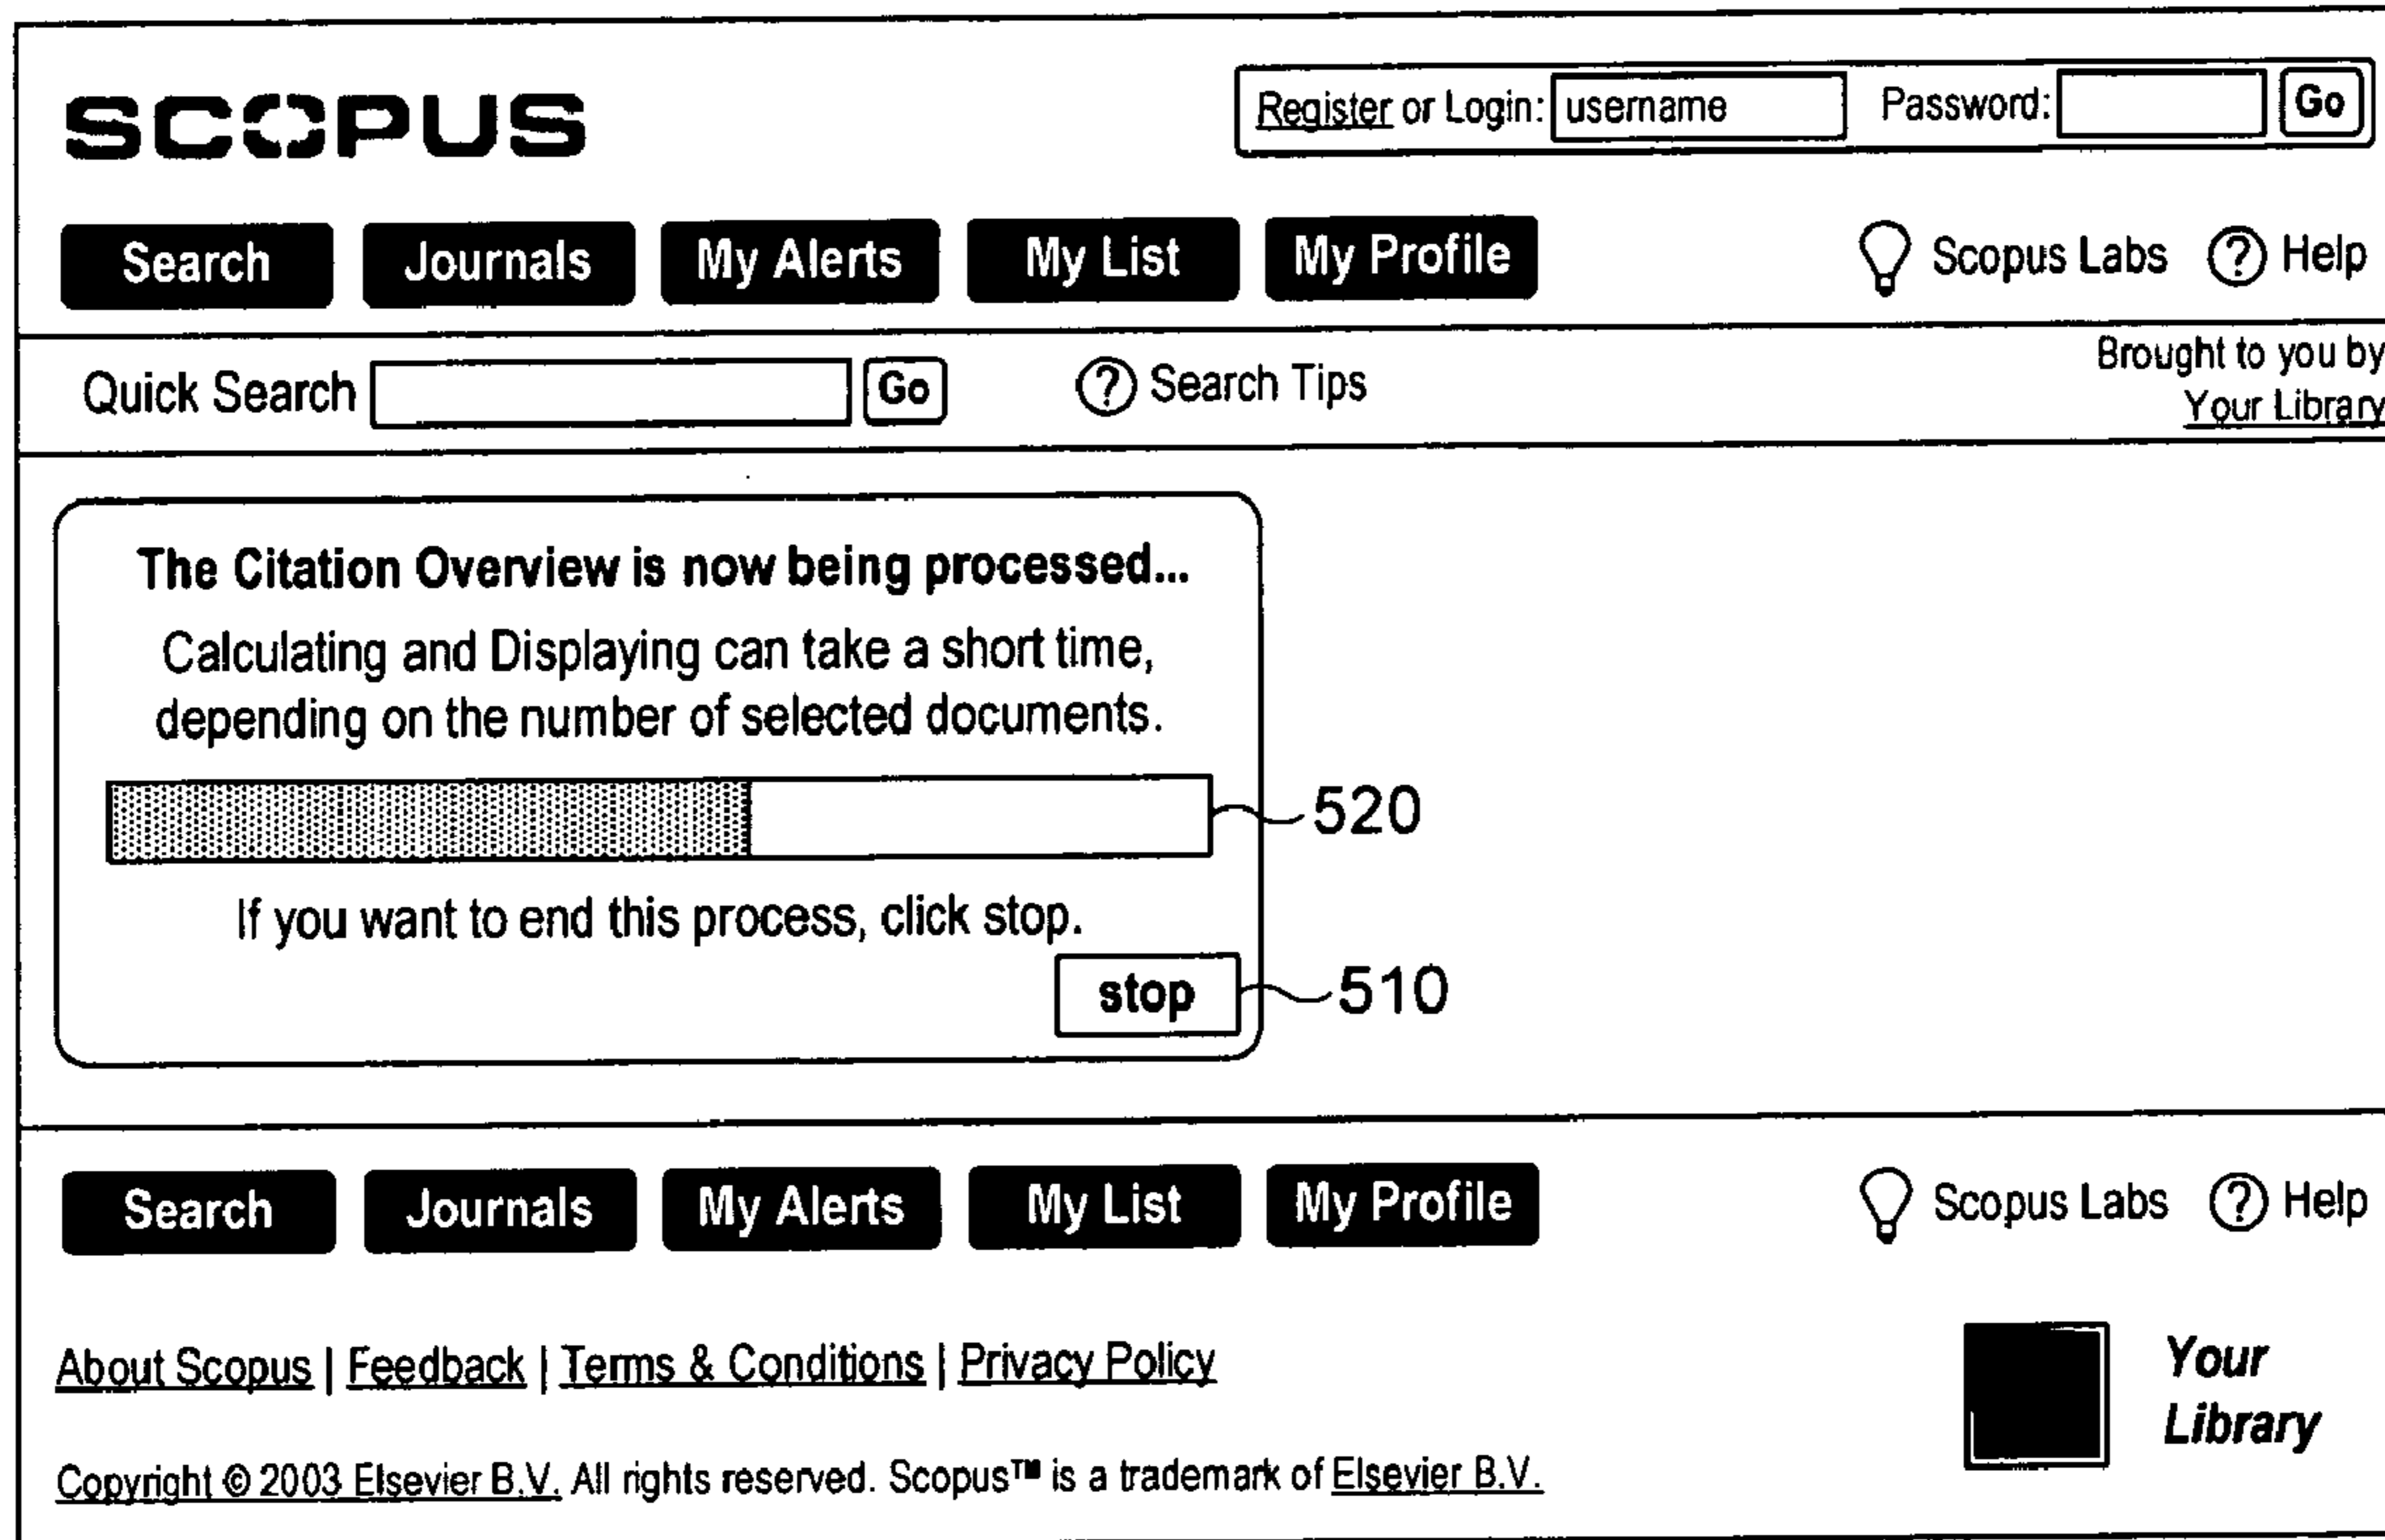 SCOPUS
Register or Login: username Password: Go
Search Journals My Alerts My List My Profile Scopus Labs ? Help
Quick Search Go ? Search Tips
Brought to you by
Your Library
The Citation Overview is now being processed...
Calculating and Displaying can take a short time,
depending on the number of selected documents.
520
If you want to end this process, click stop.
stop 510
Search Journals My Alerts My List My Profile Scopus Labs ? Help
About Scopus | Feedback | Terms & Conditions | Privacy Policy
Your
Library
Copyright © 2003 Elsevier B.V. All rights reserved. Scopus™ is a trademark of Elsevier B.V.